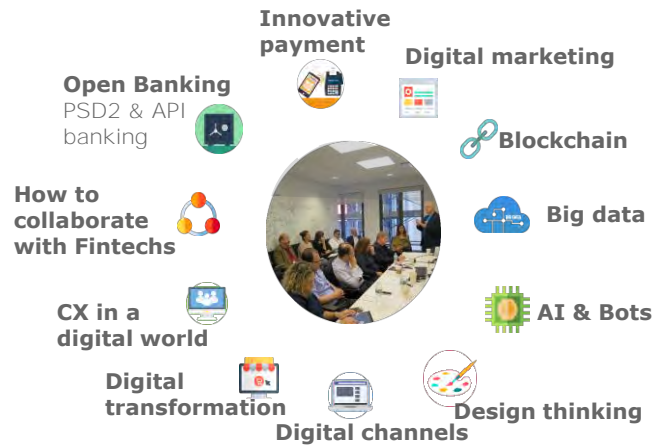 Innovative
payment
Digital marketing
Open Banking
PSD2 & API
banking
Blockchain
How to
collaborate
with Fintechs
Big data
CX in a
digital world
AI & Bots
Digital
transformation
Design thinking
Digital channels